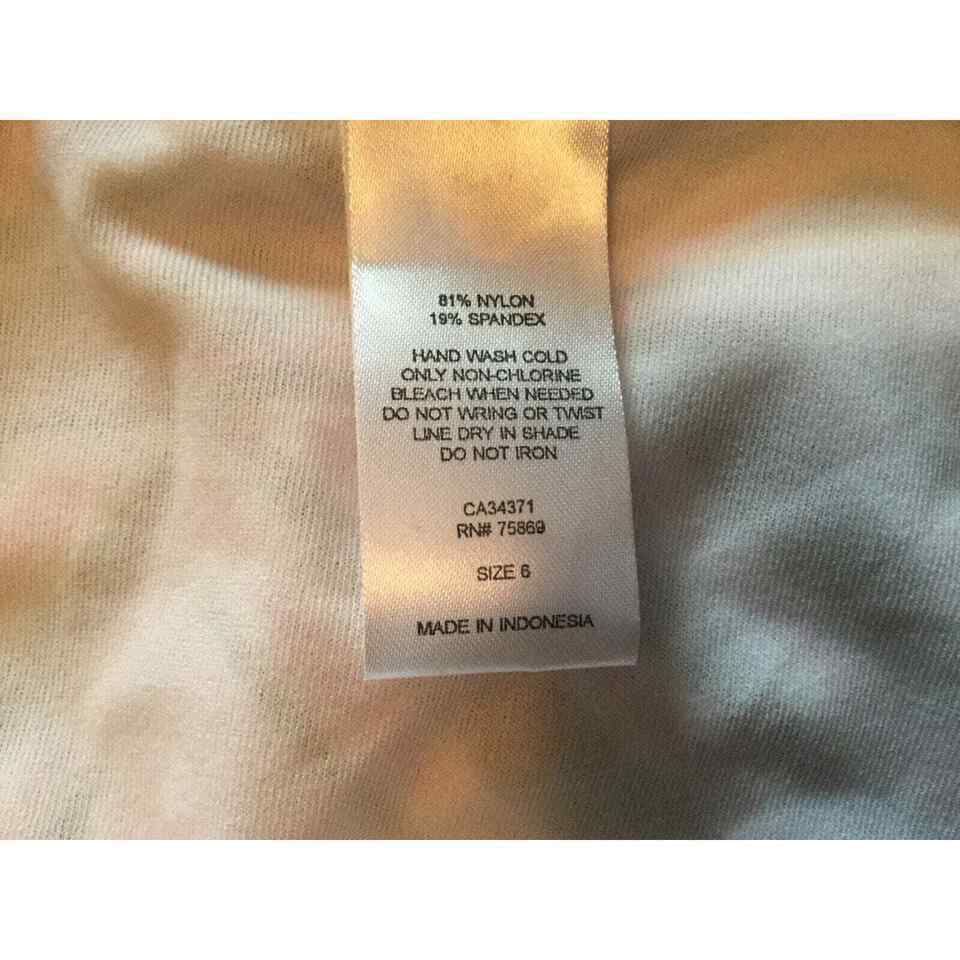 81% NYLON
19% SPANDEX
HAND WASH COLD
ONLY NON-CHLORINE
BLEACH WHEN NEEDED
DO NOT WRING OR TWIST
LINE DRY IN SHADE
DO NOT IRON
CA34371
RN# 75869
SIZE 6
MADE IN INDONESIA